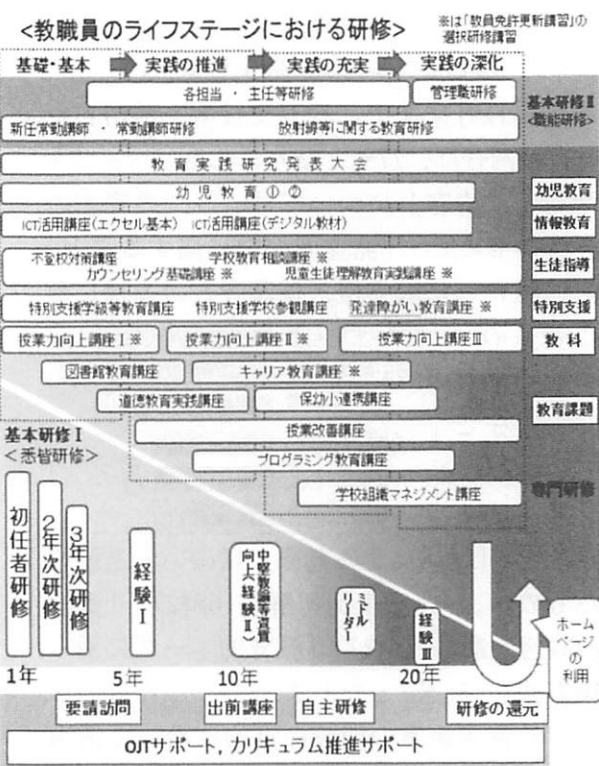 <教職員のライフステージにおける研修>
※は「教員免許更新講習」の
選択研修講習
基礎・基本
実践の推進
実践の充実
実践の深化
各担当・主任等研修
管理職研修
基本研修Ⅱ
<職能研修>
新任常勤講師・常勤講師研修
放射線等に関する教育研修
教育実践研究発表大会
幼児教育①②
幼児教育
ICT活用講座(エクセル基本)
ICT活用講座(デジタル教材)
情報教育
不登校対策講座
学校教育相談講座※
カウンセリング基礎講座※
児童生徒理解教育実践講座※
生徒指導
特別支援学級等教育講座
特別支援学校参観講座
発達障がい教育講座※
特別支援
授業力向上講座Ⅰ※
授業力向上講座Ⅱ※
授業力向上講座Ⅲ
教科
図書館教育講座
キャリア教育講座※
道徳教育実践講座
保幼小連携講座
教育課題
基本研修Ⅰ
<悉皆研修>
授業改善講座
プログラミング教育講座
学校組織マネジメント講座
専門研修
初任者研修
2年次研修
3年次研修
経験Ⅰ
中堅教諭等資質
向上(経験Ⅱ)
ミドル
リーダー
経験Ⅲ
ホーム
ページ
の
利用
1年
5年
10年
20年
要請訪問
出前講座
自主研修
研修の還元
OJTサポート,カリキュラム推進サポート